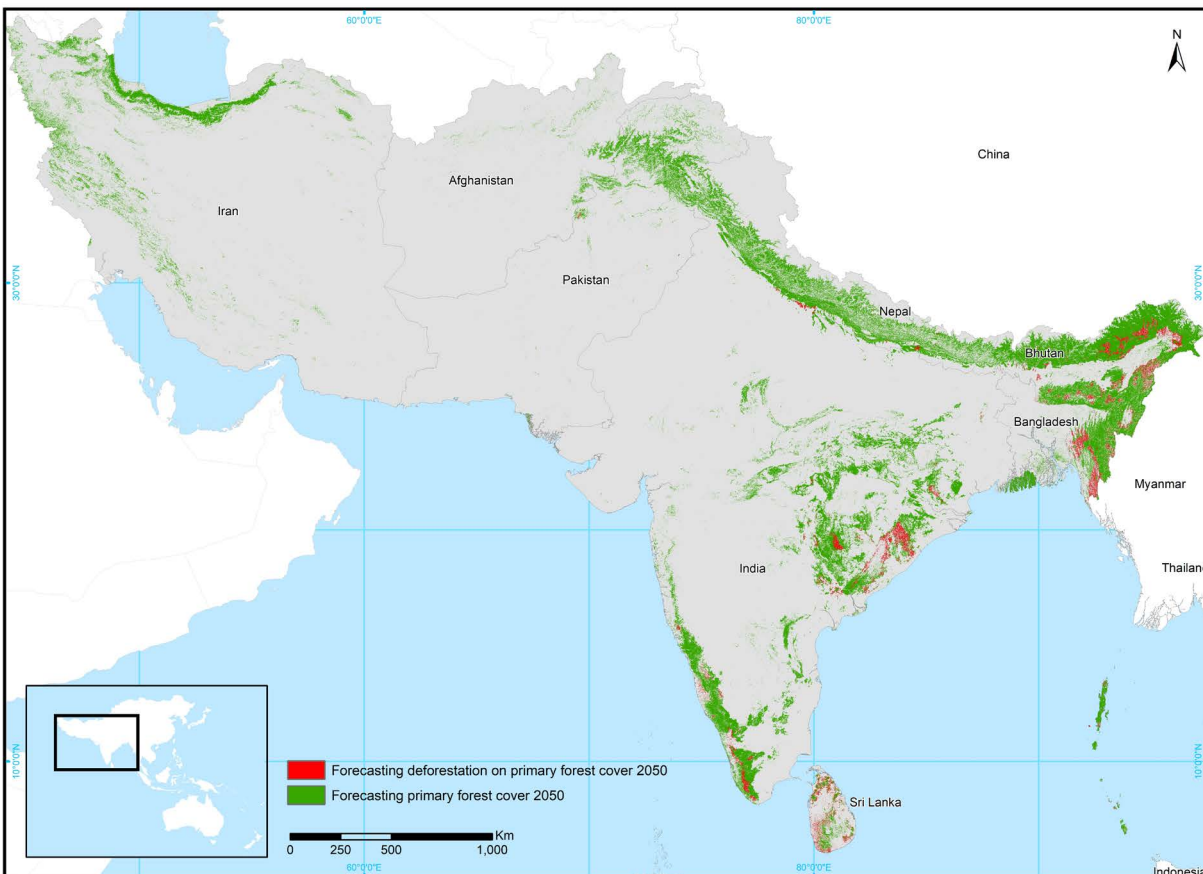 60°0'0"E
80°0'0"E
N
China
Afghanistan
Iran
Pakistan
30°0'0"N
30°0'0"N
Nepal
Bhutan
Bangladesh
Myanmar
India
Thailand
10°0'0"N
10°0'0"N
Forecasting deforestation on primary forest cover 2050
Forecasting primary forest cover 2050
Sri Lanka
Km
0 250 500 1,000
60°0'0"E
80°0'0"E
Indonesia